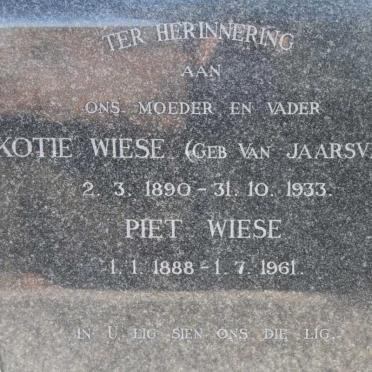 TER HERINNERING
AAN
ONS MOEDER EN VADER
KOTIE WIESE (GEB VAN JAARSV
2. 3. 1890 - 31. 10. 1933.
PIET WIESE
1. 1. 1888 - 1. 7. 1961.
IN U LIG SIEN ONS DIE LIG.